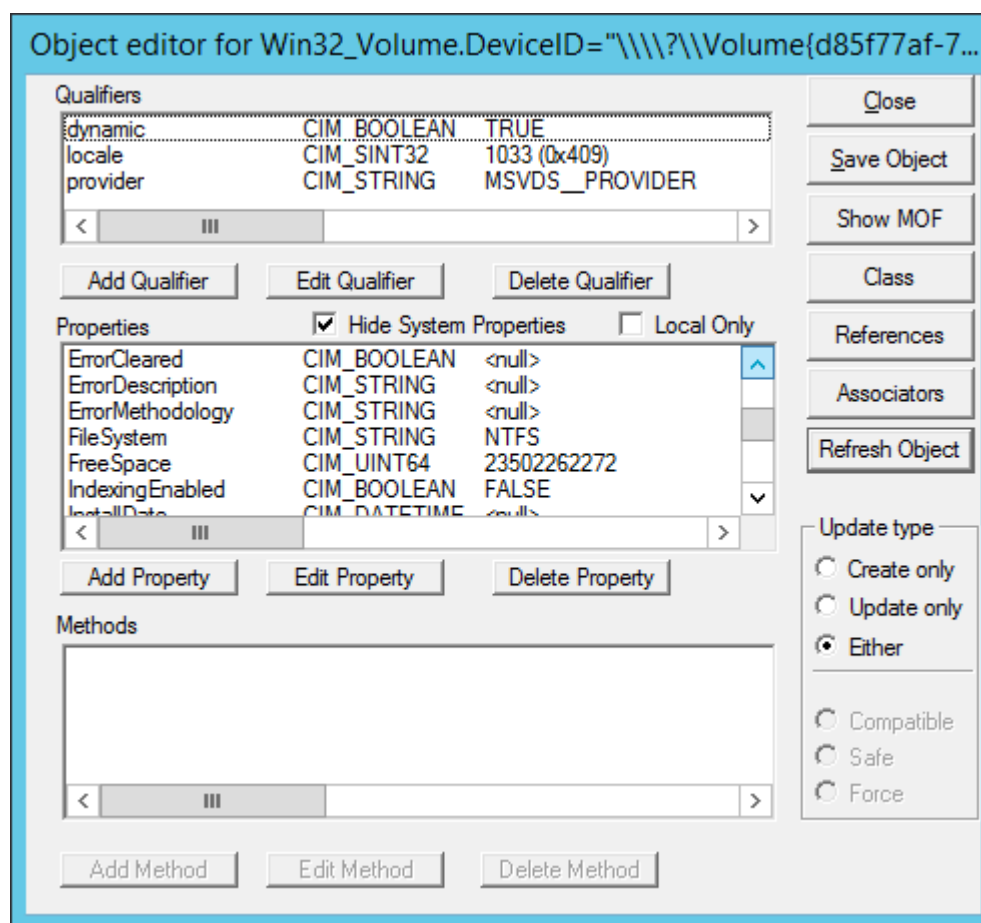 Object editor for Win32_Volume.DeviceID="\\\\?\\Volume{d85f77af-7...
Qualifiers
dynamic CIM_BOOLEAN TRUE
locale CIM_SINT32 1033 (0x409)
provider CIM_STRING MSVDS__PROVIDER
Add Qualifier Edit Qualifier Delete Qualifier
Properties Hide System Properties Local Only
ErrorCleared CIM_BOOLEAN <null>
ErrorDescription CIM_STRING <null>
ErrorMethodology CIM_STRING <null>
FileSystem CIM_STRING NTFS
FreeSpace CIM_UINT64 23502262272
IndexingEnabled CIM_BOOLEAN FALSE
InstallDate CIM_DATETIME <null>
Add Property Edit Property Delete Property
Methods
Add Method Edit Method Delete Method
Close
Save Object
Show MOF
Class
References
Associators
Refresh Object
Update type
Create only
Update only
Either
Compatible
Safe
Force